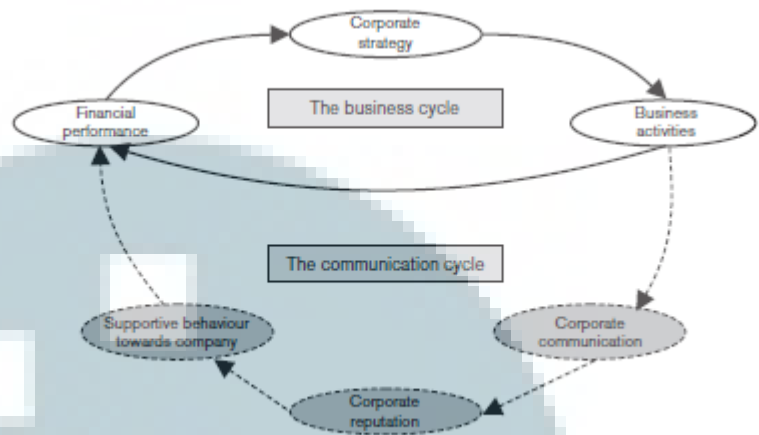 Corporate
strategy
The business cycle
Financial
performance
Business
activities
The communication cycle
Supportive behaviour
towards company
Corporate
communication
Corporate
reputation